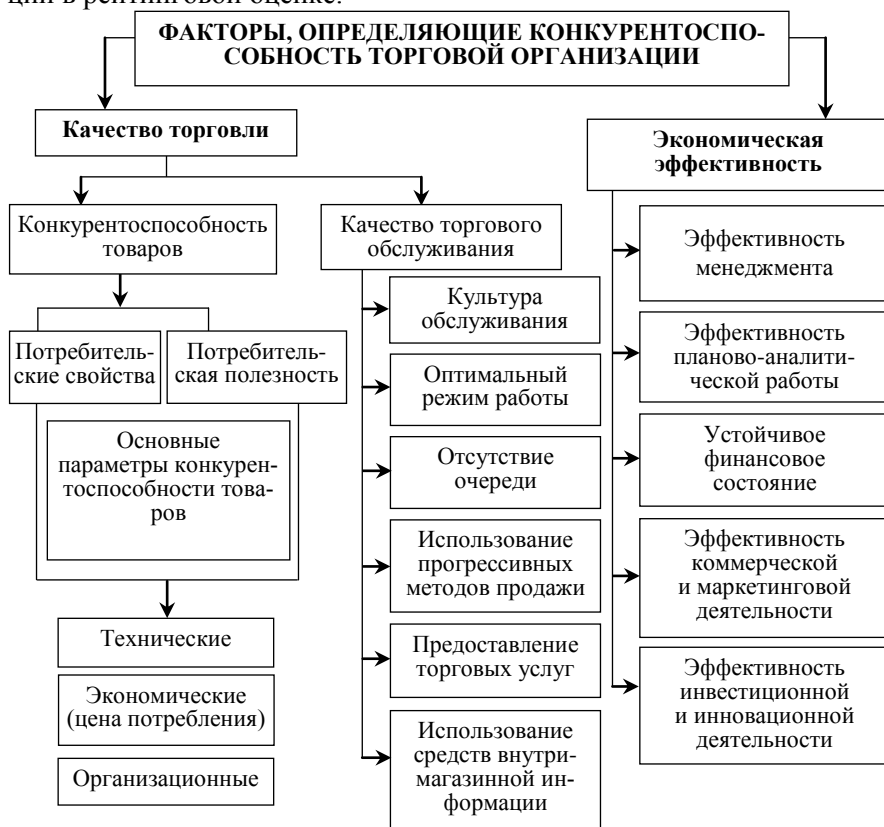 ции в рейтинговой оценке.
ФАКТОРЫ, ОПРЕДЕЛЯЮЩИЕ КОНКУРЕНТОСПО-
СОБНОСТЬ ТОРГОВОЙ ОРГАНИЗАЦИИ
Качество торговли
Экономическая
эффективность
Конкурентоспособность
товаров
Качество торгового
обслуживания
Потребитель-
ские свойства
Потребитель-
ская полезность
Основные
параметры конкурен-
тоспособности това-
ров
Технические
Экономические
(цена потребления)
Организационные
Культура
обслуживания
Оптимальный
режим работы
Отсутствие
очереди
Использование
прогрессивных
методов продажи
Предоставление
торговых услуг
Использование
средств внутри-
магазинной ин-
формации
Эффективность
менеджмента
Эффективность
планово-аналити-
ческой работы
Устойчивое
финансовое
состояние
Эффективность
коммерческой
и маркетинговой
деятельности
Эффективность
инвестиционной
и инновационной
деятельности